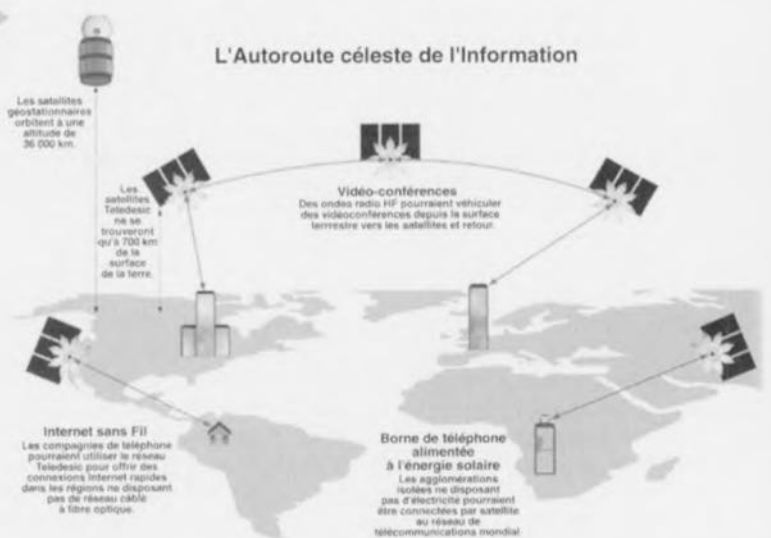 L'Autoroute céleste de l'Information
Les satellites
géostationnaires
orbitent à une
altitude de
36 000 km.
Les
satellites
Teledesic
ne se
trouveront
qu'à 700 km
de la
surface
de la terre.
Vidéo-conférences
Des ondes radio HF pourraient véhiculer
des vidéoconférences depuis la surface
terrrestre vers les satellites et retour.
Internet sans Fil
Les compagnies de téléphone
pourraient utiliser le réseau
Teledesic pour offrir des
connexions Internet rapides
dans les régions ne disposant
pas de réseau câblé
à fibre optique.
Borne de téléphone
alimentée
à l'énergie solaire
Les agglomérations
isolées ne disposant
pas d'électricité pourraient
être connectées par satellite
au réseau de
télécommunications mondial